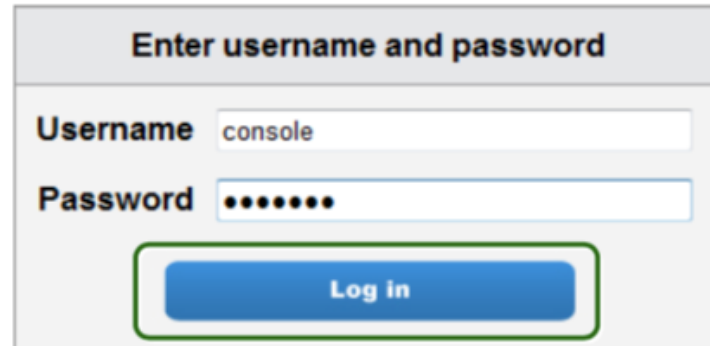 Enter username and password
Username console
Password •••••••
Log in